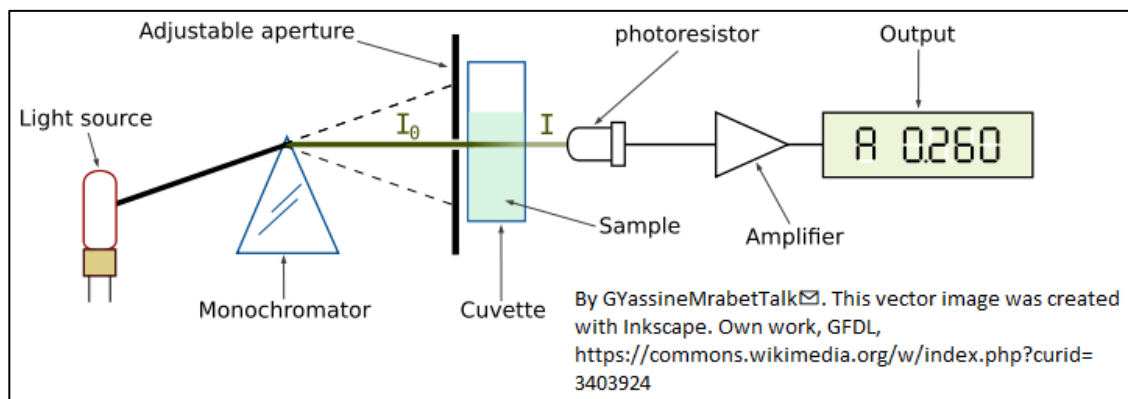 Adjustable aperture
photoresistor
Output
Light source
I₀
I
A 0.260
Sample
Amplifier
Monochromator
Cuvette
By GYassineMrabetTalk✉. This vector image was created
with Inkscape. Own work, GFDL,
https://commons.wikimedia.org/w/index.php?curid=
3403924